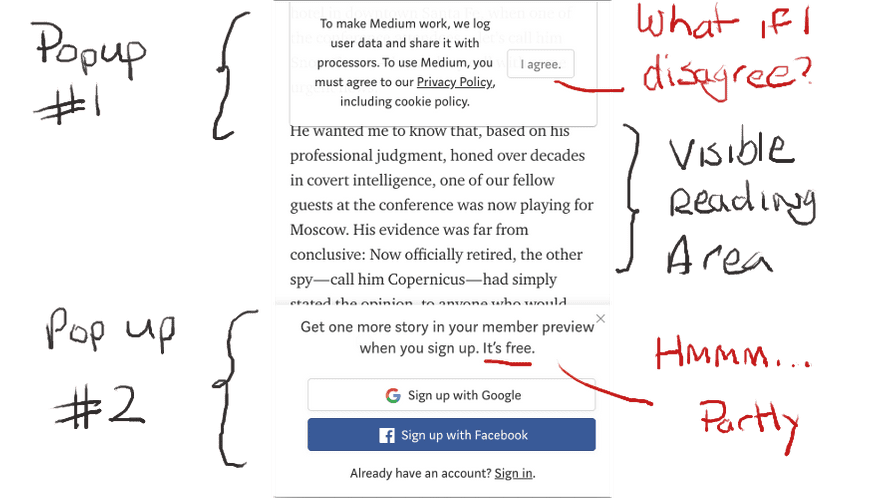 Popup
#1
To make Medium work, we log
user data and share it with
processors. To use Medium, you
must agree to our Privacy Policy,
including cookie policy.
I agree.
What if I
disagree?
He wanted me to know that, based on his
professional judgment, honed over decades
in covert intelligence, one of our fellow
guests at the conference was now playing for
Moscow. His evidence was far from
conclusive: Now officially retired, the other
spy—call him Copernicus—had simply
stated the opinion, to anyone who would
Visible
Reading
Area
Pop up
#2
Get one more story in your member preview
when you sign up. It's free.
Sign up with Google
Sign up with Facebook
Already have an account? Sign in.
Hmmm...
Partly